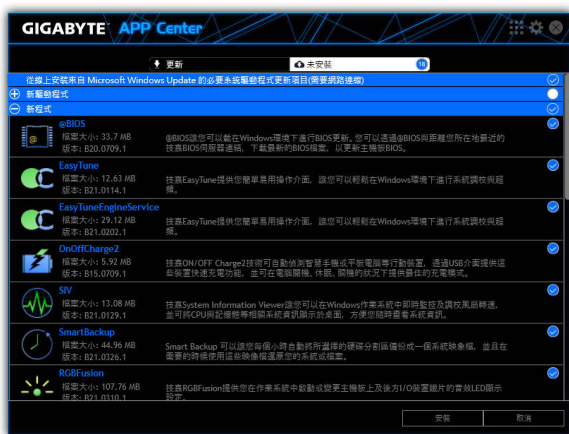 GIGABYTE APP Center
更新
未安裝
18
從線上安裝來自 Microsoft Windows Update 的必要系統驅動程式更新項目(需要網路連線)
新驅動程式
新程式
@BIOS
檔案大小: 33.7 MB
版本: B20.0709.1
@BIOS讓您可以載在Windows環境下進行BIOS更新。您可以透過@BIOS與距離您所在地最近的
技嘉BIOS伺服器連結，下載最新的BIOS檔案，以更新主機板BIOS。
EasyTune
檔案大小: 12.63 MB
版本: B21.0114.1
技嘉EasyTune提供您簡單易用操作介面，讓您可以輕鬆在Windows環境下進行系統調校與超
頻。
EasyTuneEngineService
檔案大小: 29.12 MB
版本: B21.0202.1
技嘉EasyTune提供您簡單易用操作介面，讓您可以輕鬆在Windows環境下進行系統調校與超
頻。
OnOffCharge2
檔案大小: 5.92 MB
版本: B15.0709.1
技嘉ON/OFF Charge2技術可自動偵測智慧手機或平板電腦等行動裝置，透過USB介面提供這
些裝置快速充電功能，並可在電腦開機、休眠、關機的狀況下提供最佳的充電模式。
SIV
檔案大小: 13.08 MB
版本: B21.0129.1
技嘉System Information Viewer讓您可以在Windows作業系統中即時監控及調校風扇轉速，
並可將CPU與記憶體等相關系統資訊顯示於桌面，方便您隨時查看系統資訊。
SmartBackup
檔案大小: 44.96 MB
版本: B21.0326.1
Smart Backup 可以讓您每個小時自動將所選擇的硬碟分割區備份成一個系統映象檔，並且在
需要的時候使用這些映像檔還原您的系統或檔案。
RGBFusion
檔案大小: 107.76 MB
版本: B21.0310.1
技嘉RGBFusion提供您在作業系統中啟動或變更主機板上及後方I/O裝置鐵片的音效LED顯示
設定。
安裝
取消